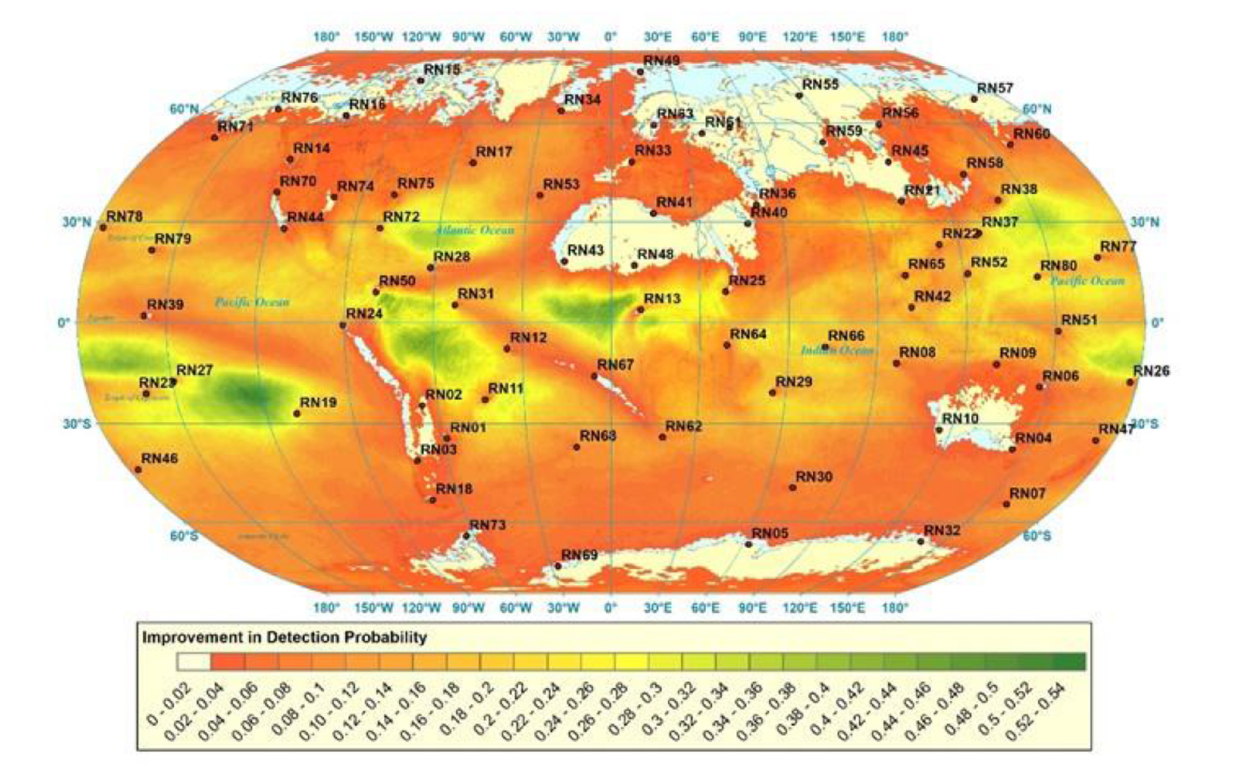 180° 150°W 120°W 90°W 60°W 30°W 0° 30°E 60°E 90°E 120°E 150°E 180°
RN49
RN15
RN55
RN57
RN76
RN16
RN34
60°N
60°N
RN71
RN63
RN61
RN56
RN60
RN59
RN14
RN17
RN33
RN45
RN58
RN70
RN74
RN75
RN53
RN36
RN21
RN38
RN78
30°N
RN44
RN72
RN41
RN40
RN37
30°N
Atlantic Ocean
RN79
RN22
RN77
RN28
RN43
RN48
RN65
RN52
RN80
RN50
RN25
Pacific Ocean
RN39
Pacific Ocean
RN31
RN13
RN42
RN24
0°
RN51
0°
RN12
RN64
RN66
Indian Ocean
RN67
RN08
RN09
RN27
RN23
RN29
RN06
RN26
RN19
RN02
RN11
30°S
RN01
RN68
RN62
RN10
RN47
30°S
RN03
RN04
RN46
RN18
RN30
RN07
60°S
RN73
RN05
RN32
60°S
RN69
180° 150°W 120°W 90°W 60°W 30°W 0° 30°E 60°E 90°E 120°E 150°E 180°
Improvement in Detection Probability
0 - 0.02
0.02 - 0.04
0.04 - 0.06
0.06 - 0.08
0.08 - 0.1
0.10 - 0.12
0.12 - 0.14
0.14 - 0.16
0.16 - 0.18
0.18 - 0.2
0.2 - 0.22
0.22 - 0.24
0.24 - 0.26
0.26 - 0.28
0.28 - 0.3
0.3 - 0.32
0.32 - 0.34
0.34 - 0.36
0.36 - 0.38
0.38 - 0.4
0.4 - 0.42
0.42 - 0.44
0.44 - 0.46
0.46 - 0.48
0.48 - 0.5
0.5 - 0.52
0.52 - 0.54